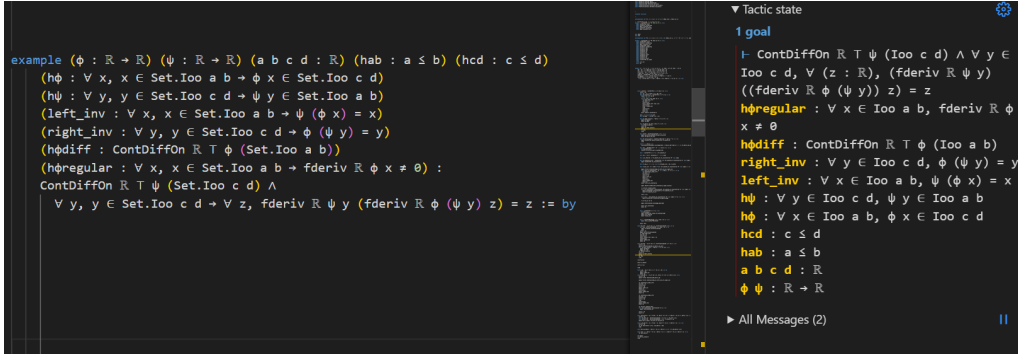 example (ϕ : ℝ → ℝ) (ψ : ℝ → ℝ) (a b c d : ℝ) (hab : a ≤ b) (hcd : c ≤ d)
(hϕ : ∀ x, x ∈ Set.Ioo a b → ϕ x ∈ Set.Ioo c d)
(hψ : ∀ y, y ∈ Set.Ioo c d → ψ y ∈ Set.Ioo a b)
(left_inv : ∀ x, x ∈ Set.Ioo a b → ψ (ϕ x) = x)
(right_inv : ∀ y, y ∈ Set.Ioo c d → ϕ (ψ y) = y)
(hϕdiff : ContDiffOn ℝ ⊤ ϕ (Set.Ioo a b))
(hϕregular : ∀ x, x ∈ Set.Ioo a b → fderiv ℝ ϕ x ≠ 0) :
ContDiffOn ℝ ⊤ ψ (Set.Ioo c d) ∧
∀ y, y ∈ Set.Ioo c d → ∀ z, fderiv ℝ ψ y (fderiv ℝ ϕ (ψ y) z) = z := by
▼ Tactic state
1 goal
⊢ ContDiffOn ℝ ⊤ ψ (Ioo c d) ∧ ∀ y ∈
Ioo c d, ∀ (z : ℝ), (fderiv ℝ ψ y)
((fderiv ℝ ϕ (ψ y)) z) = z
hϕregular : ∀ x ∈ Ioo a b, fderiv ℝ ϕ
x ≠ 0
hϕdiff : ContDiffOn ℝ ⊤ ϕ (Ioo a b)
right_inv : ∀ y ∈ Ioo c d, ϕ (ψ y) = y
left_inv : ∀ x ∈ Ioo a b, ψ (ϕ x) = x
hψ : ∀ y ∈ Ioo c d, ψ y ∈ Ioo a b
hϕ : ∀ x ∈ Ioo a b, ϕ x ∈ Ioo c d
hcd : c ≤ d
hab : a ≤ b
a b c d : ℝ
ϕ ψ : ℝ → ℝ
▶ All Messages (2)